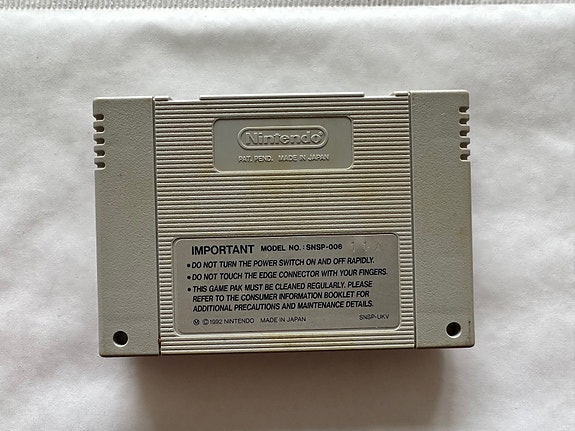 Nintendo
PAT. PEND. MADE IN JAPAN
IMPORTANT MODEL NO.: SNSP-006
• DO NOT TURN THE POWER SWITCH ON AND OFF RAPIDLY.
• DO NOT TOUCH THE EDGE CONNECTOR WITH YOUR FINGERS.
• THIS GAME PAK MUST BE CLEANED REGULARLY. PLEASE
REFER TO THE CONSUMER INFORMATION BOOKLET FOR
ADDITIONAL PRECAUTIONS AND MAINTENANCE DETAILS.
Ⓜ ©1992 NINTENDO MADE IN JAPAN SNSP-UKV